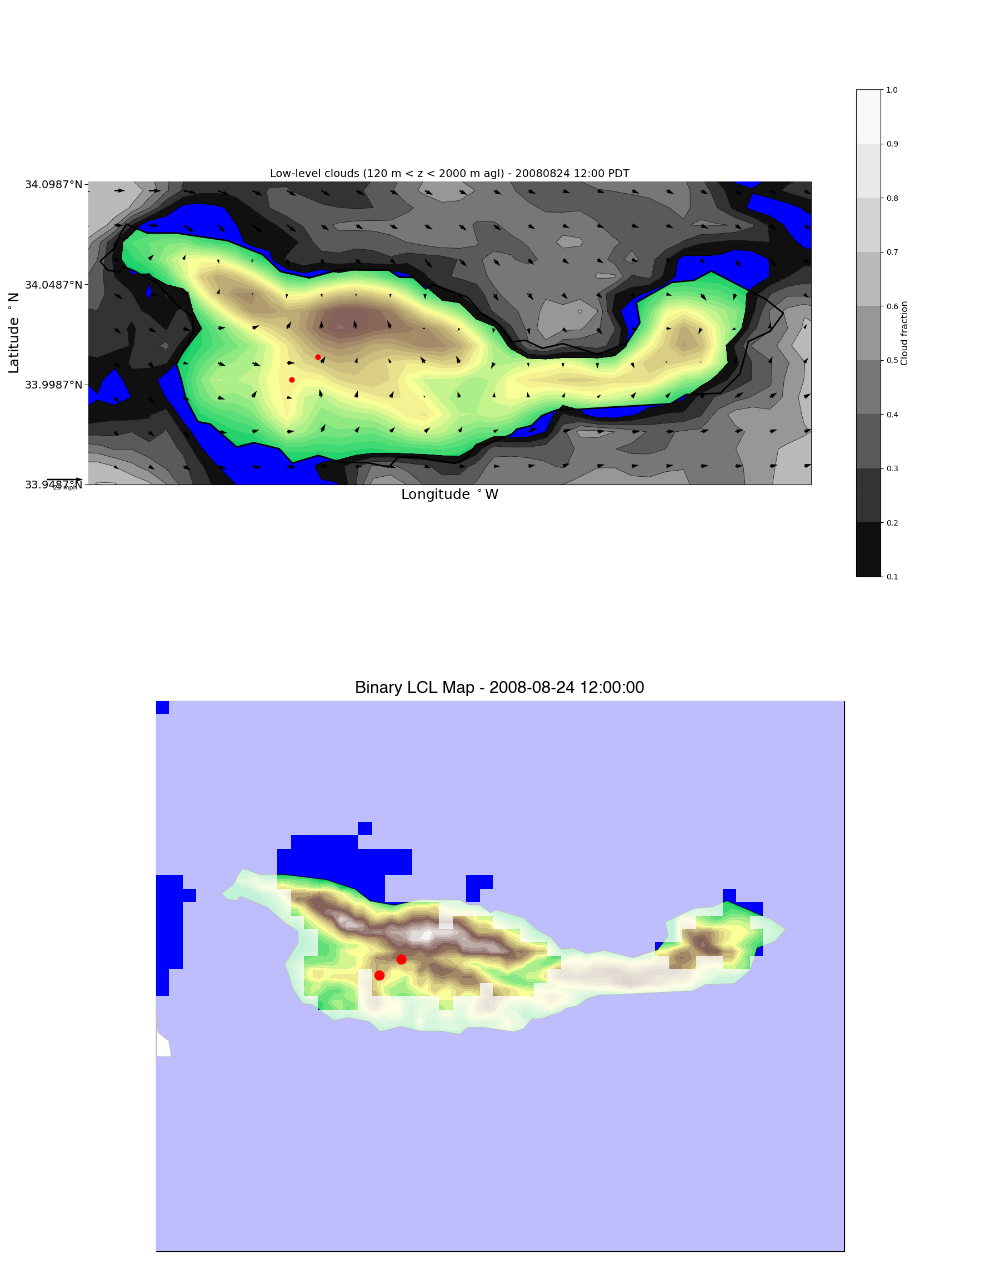 Low-level clouds (120 m < z < 2000 m agl) - 20080824 12:00 PDT
34.0987°N
34.0487°N
33.9987°N
33.9487°N
Latitude °N
Longitude °W
1.0
0.9
0.8
0.7
0.6
0.5
0.4
0.3
0.2
0.1
Cloud fraction
Binary LCL Map - 2008-08-24 12:00:00